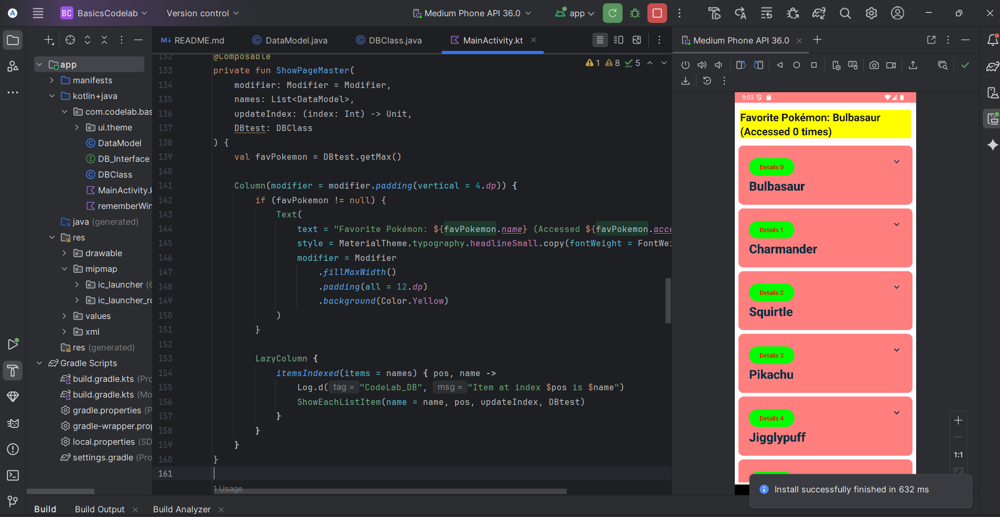 BC BasicsCodelab Version control Medium Phone API 36.0 app
README.md DataModel.java DBClass.java MainActivity.kt Medium Phone API 36.0
app
manifests
kotlin+java
com.codelab.bas
ui.theme
DataModel
DB_Interface
DBClass
MainActivity.k
rememberWin
java (generated)
res
drawable
mipmap
ic_launcher (6
ic_launcher_ro
values
xml
res (generated)
Gradle Scripts
build.gradle.kts (Pro
build.gradle.kts (Mo
gradle.properties (P
gradle-wrapper.prop
local.properties (SD
settings.gradle (Pro
1 8 5
132 @Composable
133 private fun ShowPageMaster(
134 modifier: Modifier = Modifier,
135 names: List<DataModel>,
136 updateIndex: (index: Int) -> Unit,
137 DBtest: DBClass
138 ) {
139 val favPokemon = DBtest.getMax()
140
141 Column(modifier = modifier.padding(vertical = 4.dp)) {
142 if (favPokemon != null) {
143 Text(
144 text = "Favorite Pokémon: ${favPokemon.name} (Accessed ${favPokemon.acce
145 style = MaterialTheme.typography.headlineSmall.copy(fontWeight = FontWei
146 modifier = Modifier
147 .fillMaxWidth()
148 .padding(all = 12.dp)
149 .background(Color.Yellow)
150 )
151 }
152
153 LazyColumn {
154 itemsIndexed(items = names) { pos, name ->
155 Log.d( tag = "CodeLab_DB", msg = "Item at index $pos is $name")
156 ShowEachListItem(name = name, pos, updateIndex, DBtest)
157 }
158 }
159 }
160 }
161
1 Usage
9:02
Favorite Pokémon: Bulbasaur
(Accessed 0 times)
Details 0
Bulbasaur
Details 1
Charmander
Details 2
Squirtle
Details 3
Pikachu
Details 4
Jigglypuff
1:1
Install successfully finished in 632 ms
Build Build Output Build Analyzer